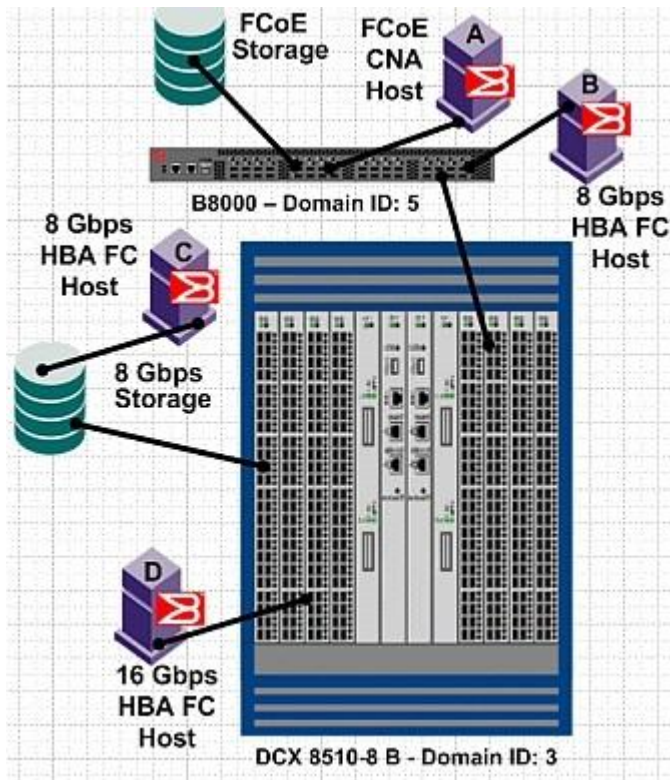 FCoE
Storage
FCoE
CNA
Host
A
B
B8000 – Domain ID: 5
8 Gbps
HBA FC
Host
8 Gbps
HBA FC
Host
C
8 Gbps
Storage
D
16 Gbps
HBA FC
Host
DCX 8510-8 B - Domain ID: 3